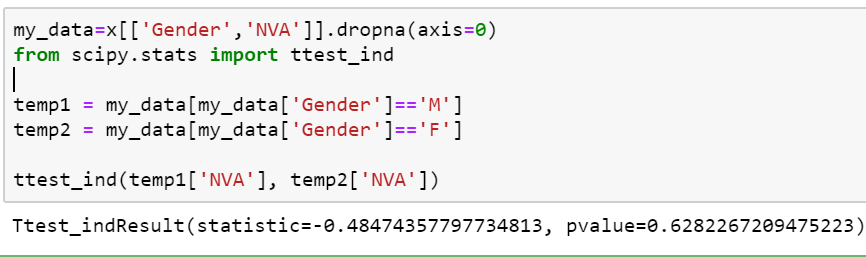 my_data=x[['Gender','NVA']].dropna(axis=0)
from scipy.stats import ttest_ind
temp1 = my_data[my_data['Gender']=='M']
temp2 = my_data[my_data['Gender']=='F']
ttest_ind(temp1['NVA'], temp2['NVA'])
Ttest_indResult(statistic=-0.48474357797734813, pvalue=0.6282267209475223)